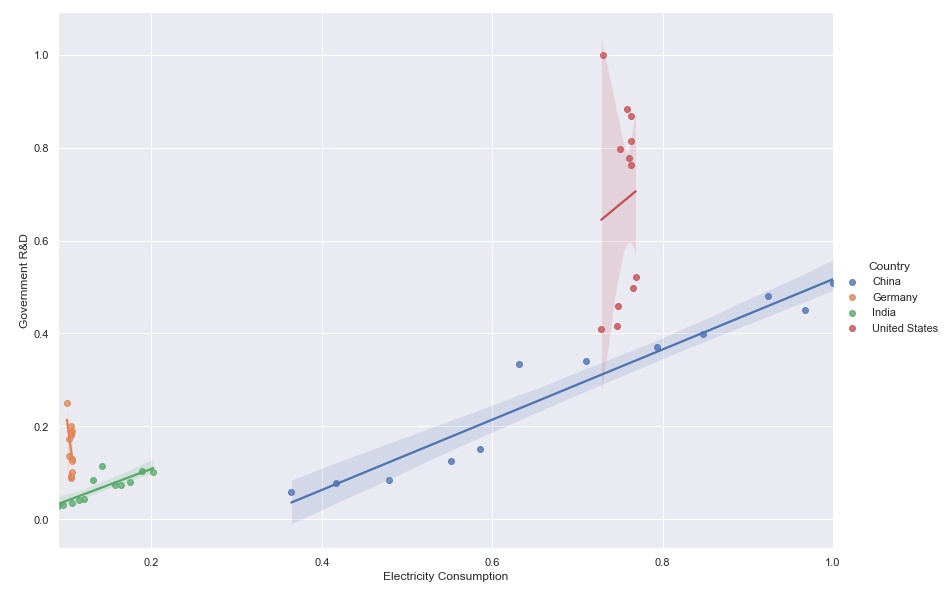 1.0
0.8
0.6
0.4
0.2
0.0
Government R&D
0.2
0.4
0.6
0.8
1.0
Electricity Consumption
Country
China
Germany
India
United States